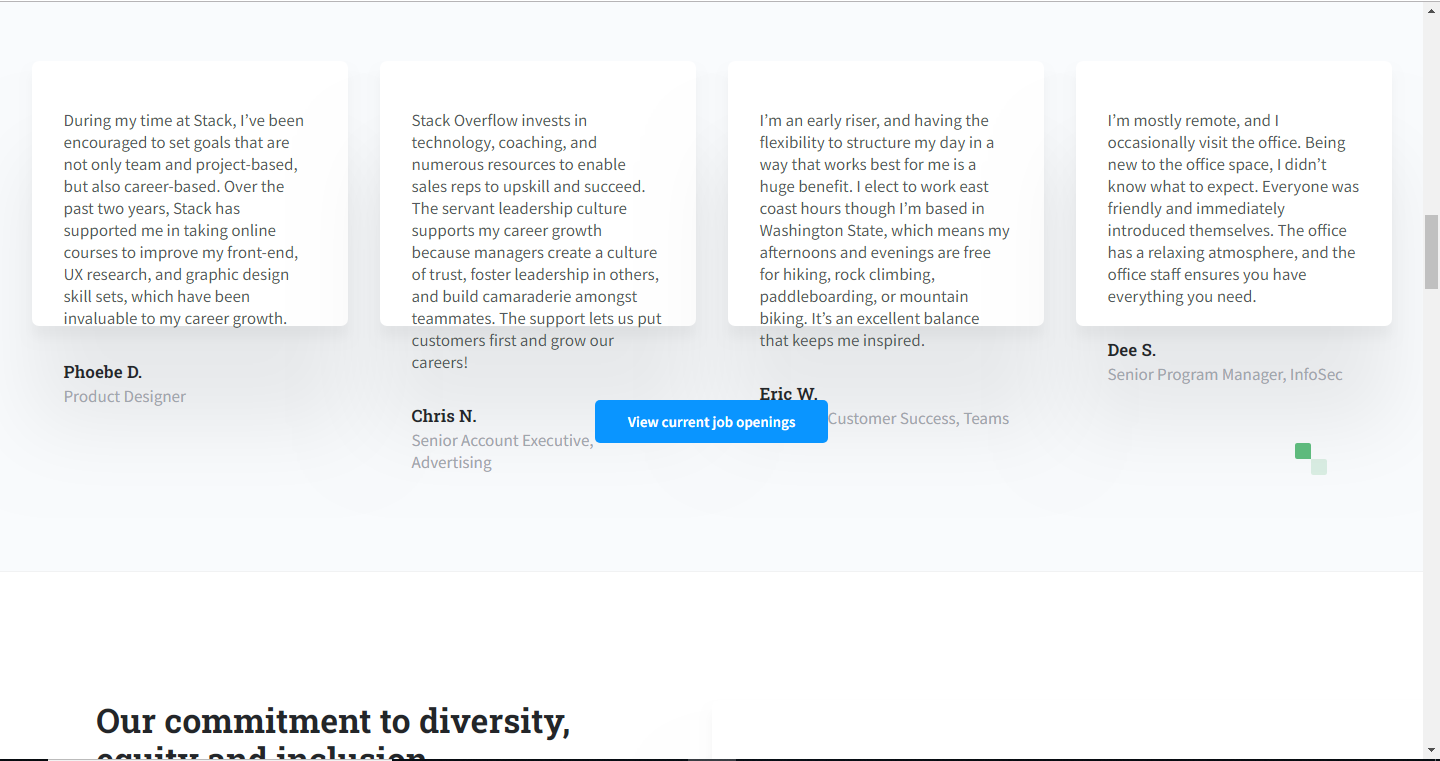 During my time at Stack, I’ve been
encouraged to set goals that are
not only team and project-based,
but also career-based. Over the
past two years, Stack has
supported me in taking online
courses to improve my front-end,
UX research, and graphic design
skill sets, which have been
invaluable to my career growth.
Phoebe D.
Product Designer
Stack Overflow invests in
technology, coaching, and
numerous resources to enable
sales reps to upskill and succeed.
The servant leadership culture
supports my career growth
because managers create a culture
of trust, foster leadership in others,
and build camaraderie amongst
teammates. The support lets us put
customers first and grow our
careers!
Chris N.
Senior Account Executive,
Advertising
I’m an early riser, and having the
flexibility to structure my day in a
way that works best for me is a
huge benefit. I elect to work east
coast hours though I’m based in
Washington State, which means my
afternoons and evenings are free
for hiking, rock climbing,
paddleboarding, or mountain
biking. It’s an excellent balance
that keeps me inspired.
Eric W.
Customer Success, Teams
I’m mostly remote, and I
occasionally visit the office. Being
new to the office space, I didn’t
know what to expect. Everyone was
friendly and immediately
introduced themselves. The office
has a relaxing atmosphere, and the
office staff ensures you have
everything you need.
Dee S.
Senior Program Manager, InfoSec
View current job openings
Our commitment to diversity,
equity and inclusion